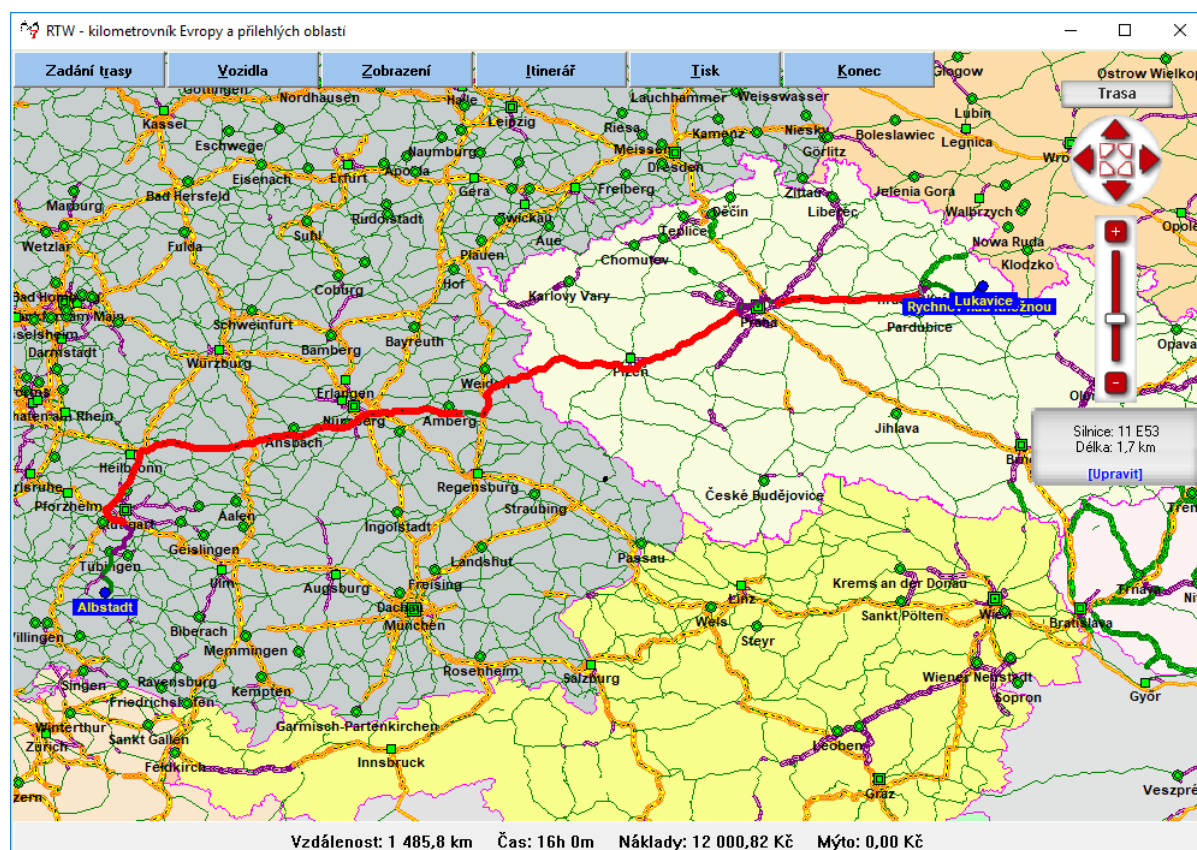 RTW - kilometrovník Evropy a přilehlých oblastí
Zadání trasy Vozidla Zobrazení Itinerář Tisk Konec
Trasa
Göttingen
Nordhausen
Halle
Leipzig
Lauchhammer
Weisswasser
Glogow
Ostrow Wielkop
Kassel
Eschwege
Naumburg
Riesa
Meissen
Kamenz
Niesky
Görlitz
Boleslawiec
Lubin
Legnica
Wro
Eisenach
Erfurt
Apolda
Dresden
Bad Hersfeld
Gera
Freiberg
Zittau
Jelenia Gora
Marburg
Rudolstadt
Zwickau
Děčín
Liberec
Walbrzych
Wetzlar
Fulda
Suhl
Aue
Teplice
Opole
Plauen
Chomutov
Nowa Ruda
Klodzko
Hof
Coburg
Karlovy Vary
Lukavice
Rychnov nad Kněžnou
Schweinfurt
Praha
Pardubice
Bamberg
Bayreuth
Opava
Darmstadt
Würzburg
Plzeň
Weiden
Erlangen
Nürnberg
Amberg
Ansbach
Jihlava
Silnice: 11 E53
Délka: 1,7 km
[Upravit]
Heilbronn
Regensburg
České Budějovice
Pforzheim
Straubing
Stuttgart
Aalen
Ingolstadt
Geislingen
Passau
Landshut
Tübingen
Ulm
Augsburg
Freising
Krems an der Donau
Linz
Trnava
Albstadt
Dachau
München
Wels
Sankt Pölten
Wien
Bratislava
Biberach
Steyr
Villingen
Memmingen
Rosenheim
Salzburg
Wiener Neustadt
Singen
Ravensburg
Kempten
Sopron
Györ
Friedrichshafen
Garmisch-Partenkirchen
Winterthur
Zürich
Sankt Gallen
Leoben
Feldkirch
Innsbruck
Graz
Veszpré
Vzdálenost: 1 485,8 km Čas: 16h 0m Náklady: 12 000,82 Kč Mýto: 0,00 Kč